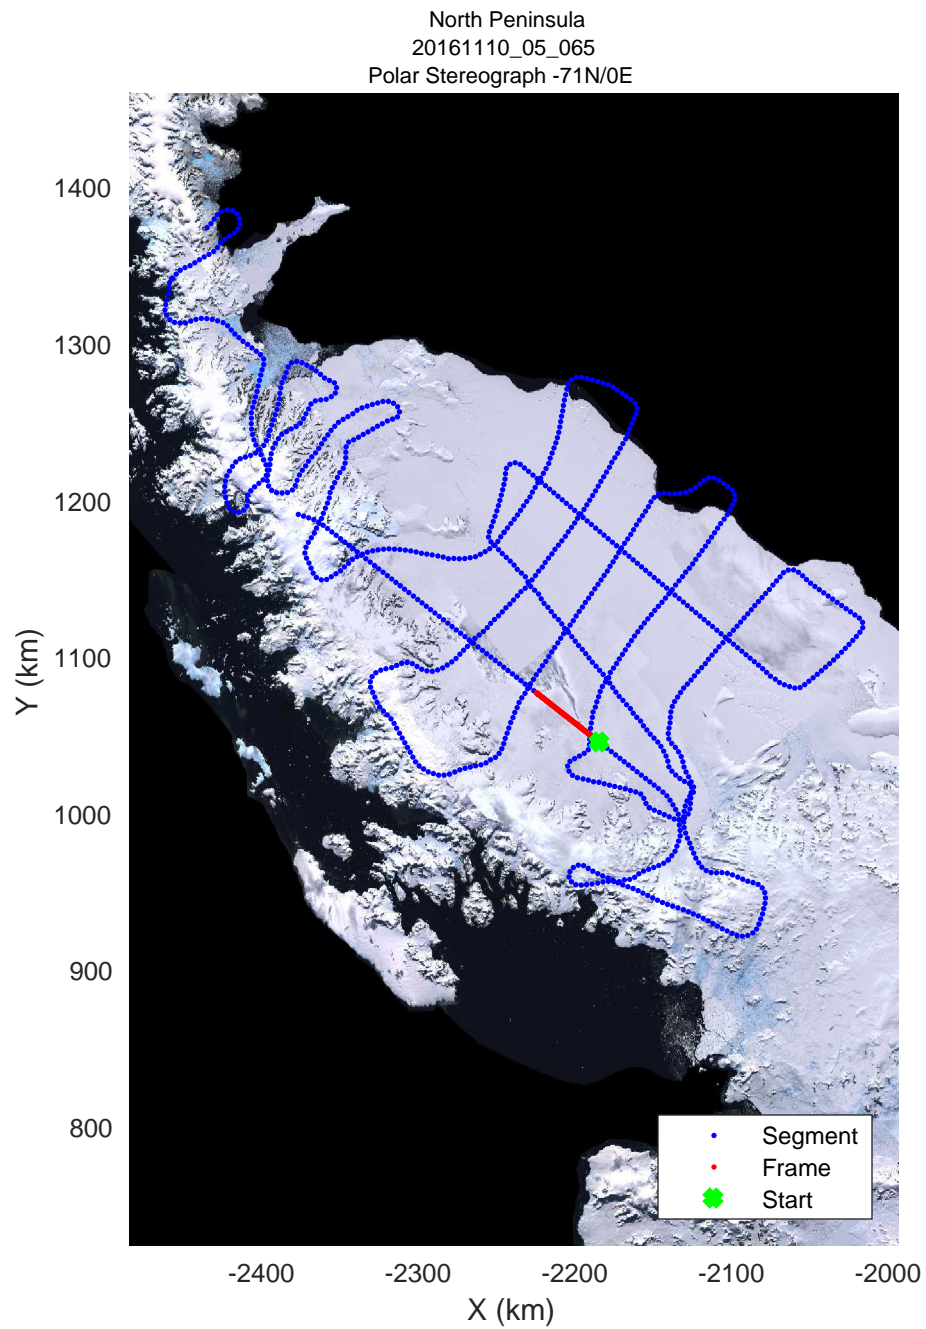 North Peninsula
20161110_05_065
Polar Stereograph -71N/0E
1400
1300
1200
1100
1000
900
800
Y (km)
Segment
Frame
Start
-2400 -2300 -2200 -2100 -2000
X (km)